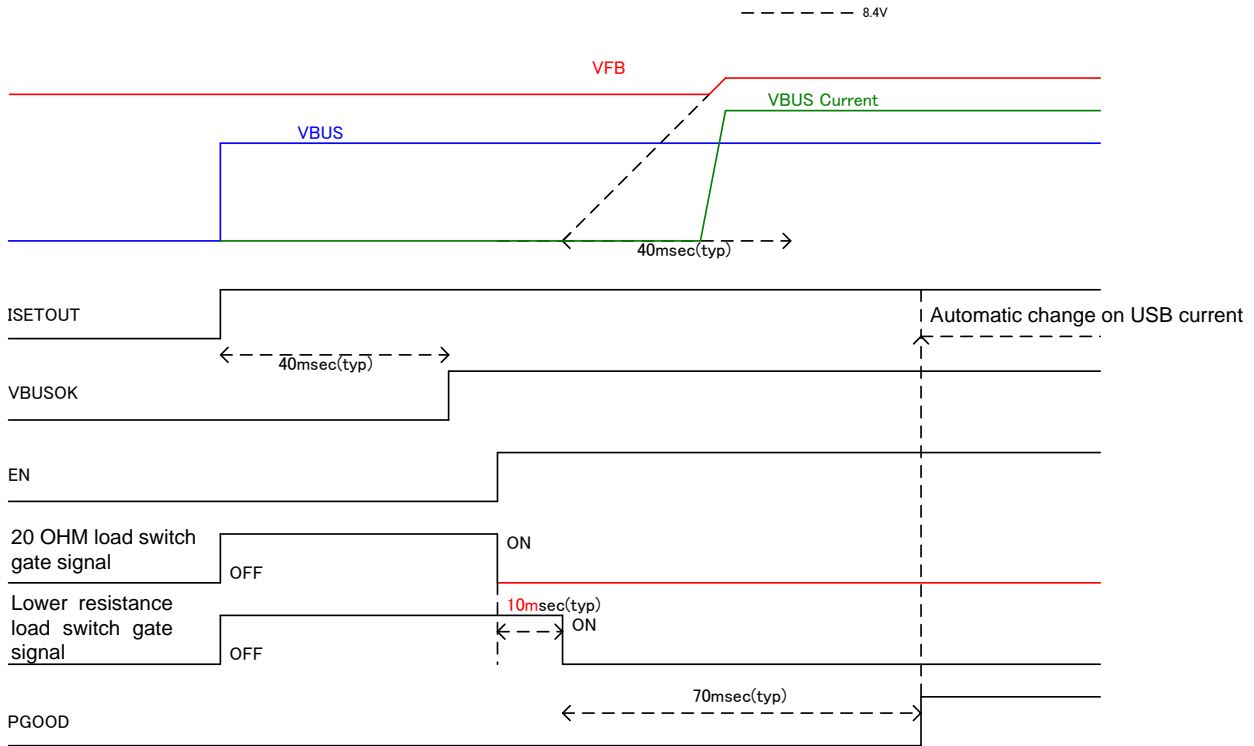 8.4V
VFB
VBUS Current
VBUS
40msec(typ)
ISETOUT
Automatic change on USB current
40msec(typ)
VBUSOK
EN
20 OHM load switch
gate signal
ON
OFF
Lower resistance
load switch gate
signal
10msec(typ)
ON
OFF
70msec(typ)
PGOOD